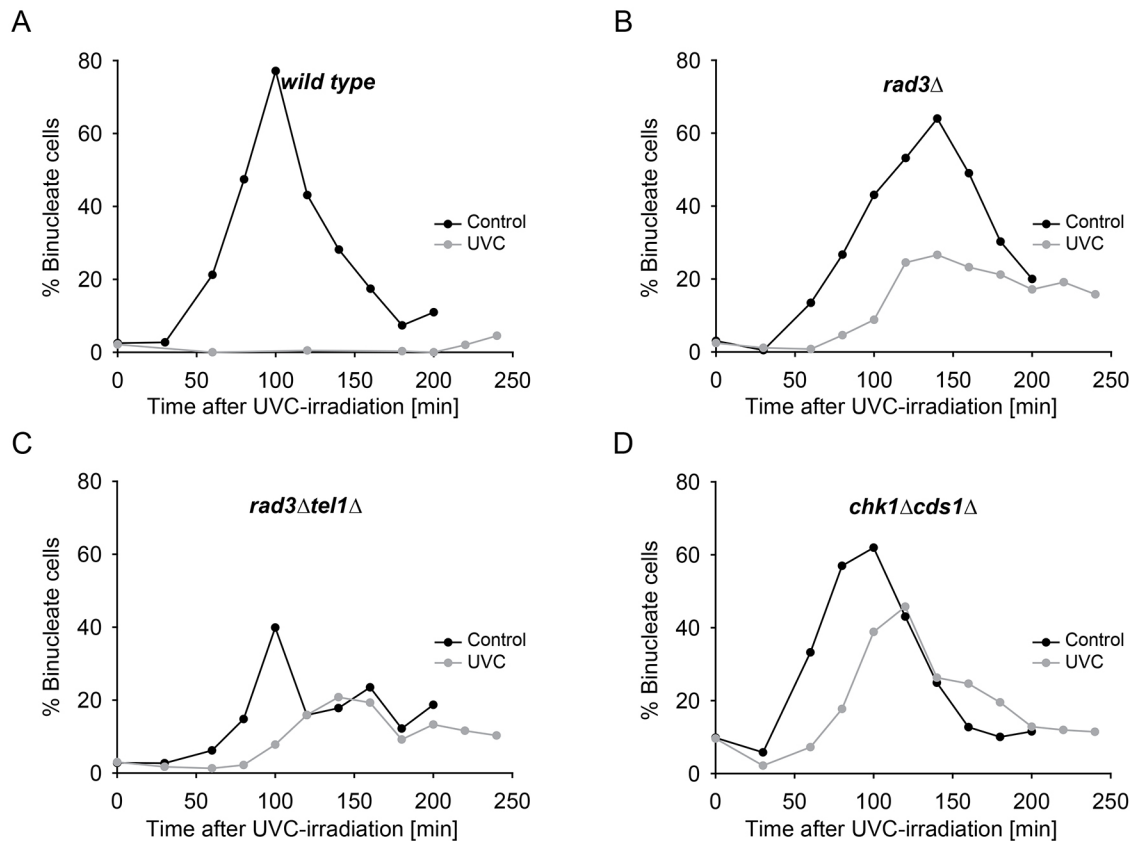 A
80
60
40
20
0
% Binucleate cells
wild type
Control
UVC
0 50 100 150 200 250
Time after UVC-irradiation [min]
B
80
60
40
20
0
% Binucleate cells
rad3Δ
Control
UVC
0 50 100 150 200 250
Time after UVC-irradiation [min]
C
80
60
40
20
0
% Binucleate cells
rad3Δtel1Δ
Control
UVC
0 50 100 150 200 250
Time after UVC-irradiation [min]
D
80
60
40
20
0
% Binucleate cells
chk1Δcds1Δ
Control
UVC
0 50 100 150 200 250
Time after UVC-irradiation [min]